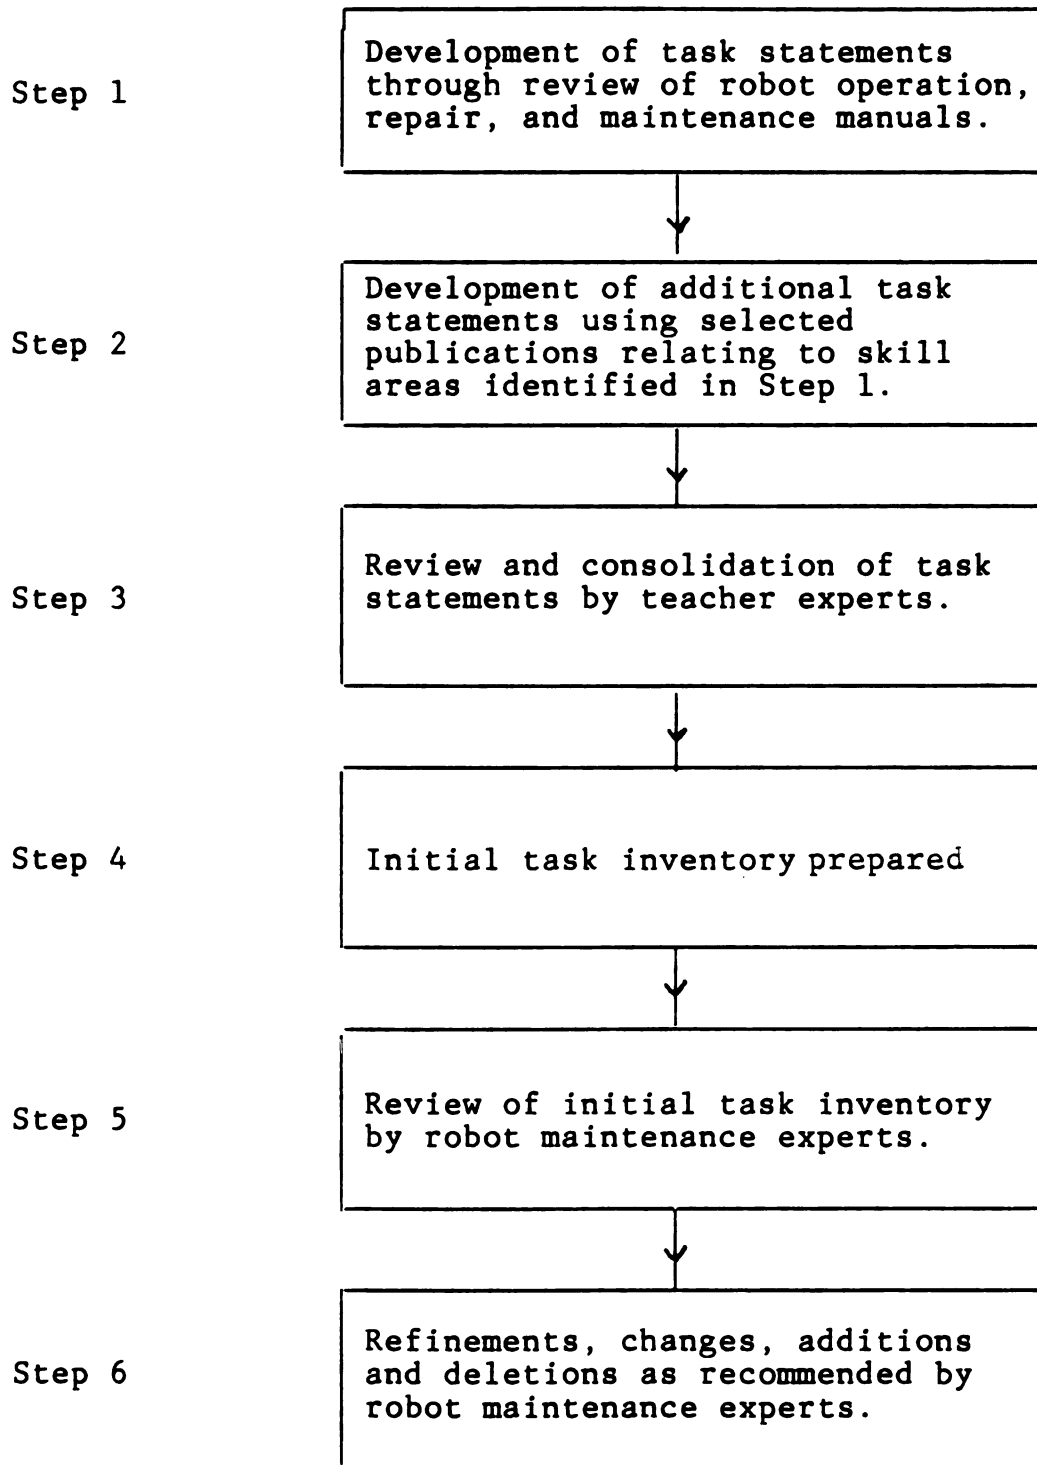 Step 1
Development of task statements
through review of robot operation,
repair, and maintenance manuals.
Step 2
Development of additional task
statements using selected
publications relating to skill
areas identified in Step 1.
Step 3
Review and consolidation of task
statements by teacher experts.
Step 4
Initial task inventory prepared
Step 5
Review of initial task inventory
by robot maintenance experts.
Step 6
Refinements, changes, additions
and deletions as recommended by
robot maintenance experts.